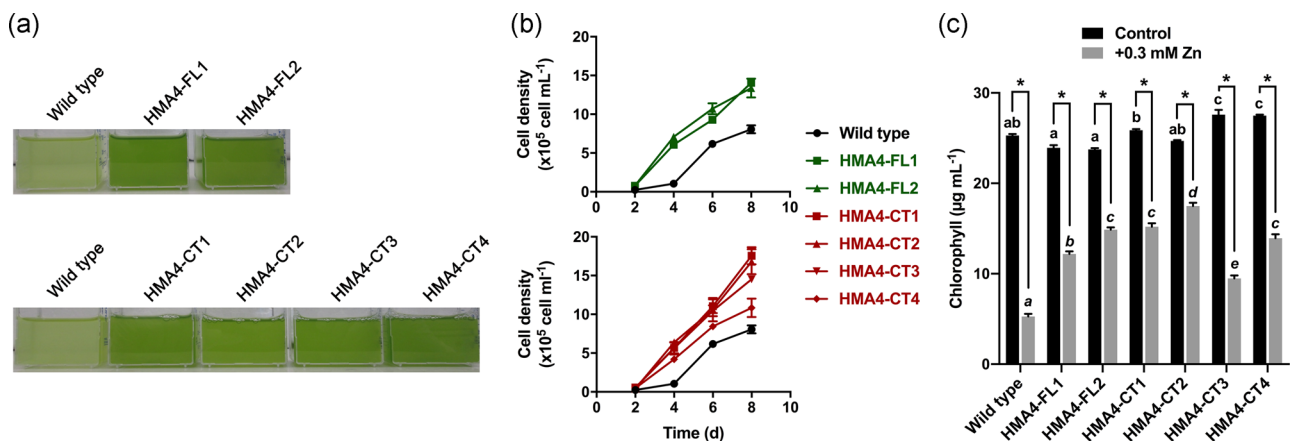 (a)
Wild type
HMA4-FL1
HMA4-FL2
Wild type
HMA4-CT1
HMA4-CT2
HMA4-CT3
HMA4-CT4
(b)
Cell density
(x10⁵ cell mL⁻¹)
20
15
10
5
0
0 2 4 6 8 10
Wild type
HMA4-FL1
HMA4-FL2
HMA4-CT1
HMA4-CT2
HMA4-CT3
HMA4-CT4
Cell density
(x10⁵ cell ml⁻¹)
20
15
10
5
0
0 2 4 6 8 10
Time (d)
(c)
Control
+0.3 mM Zn
Chlorophyll (µg mL⁻¹)
30
20
10
0
* * * * * * *
ab a a b ab c c
a b c c d e c
Wild type
HMA4-FL1
HMA4-FL2
HMA4-CT1
HMA4-CT2
HMA4-CT3
HMA4-CT4